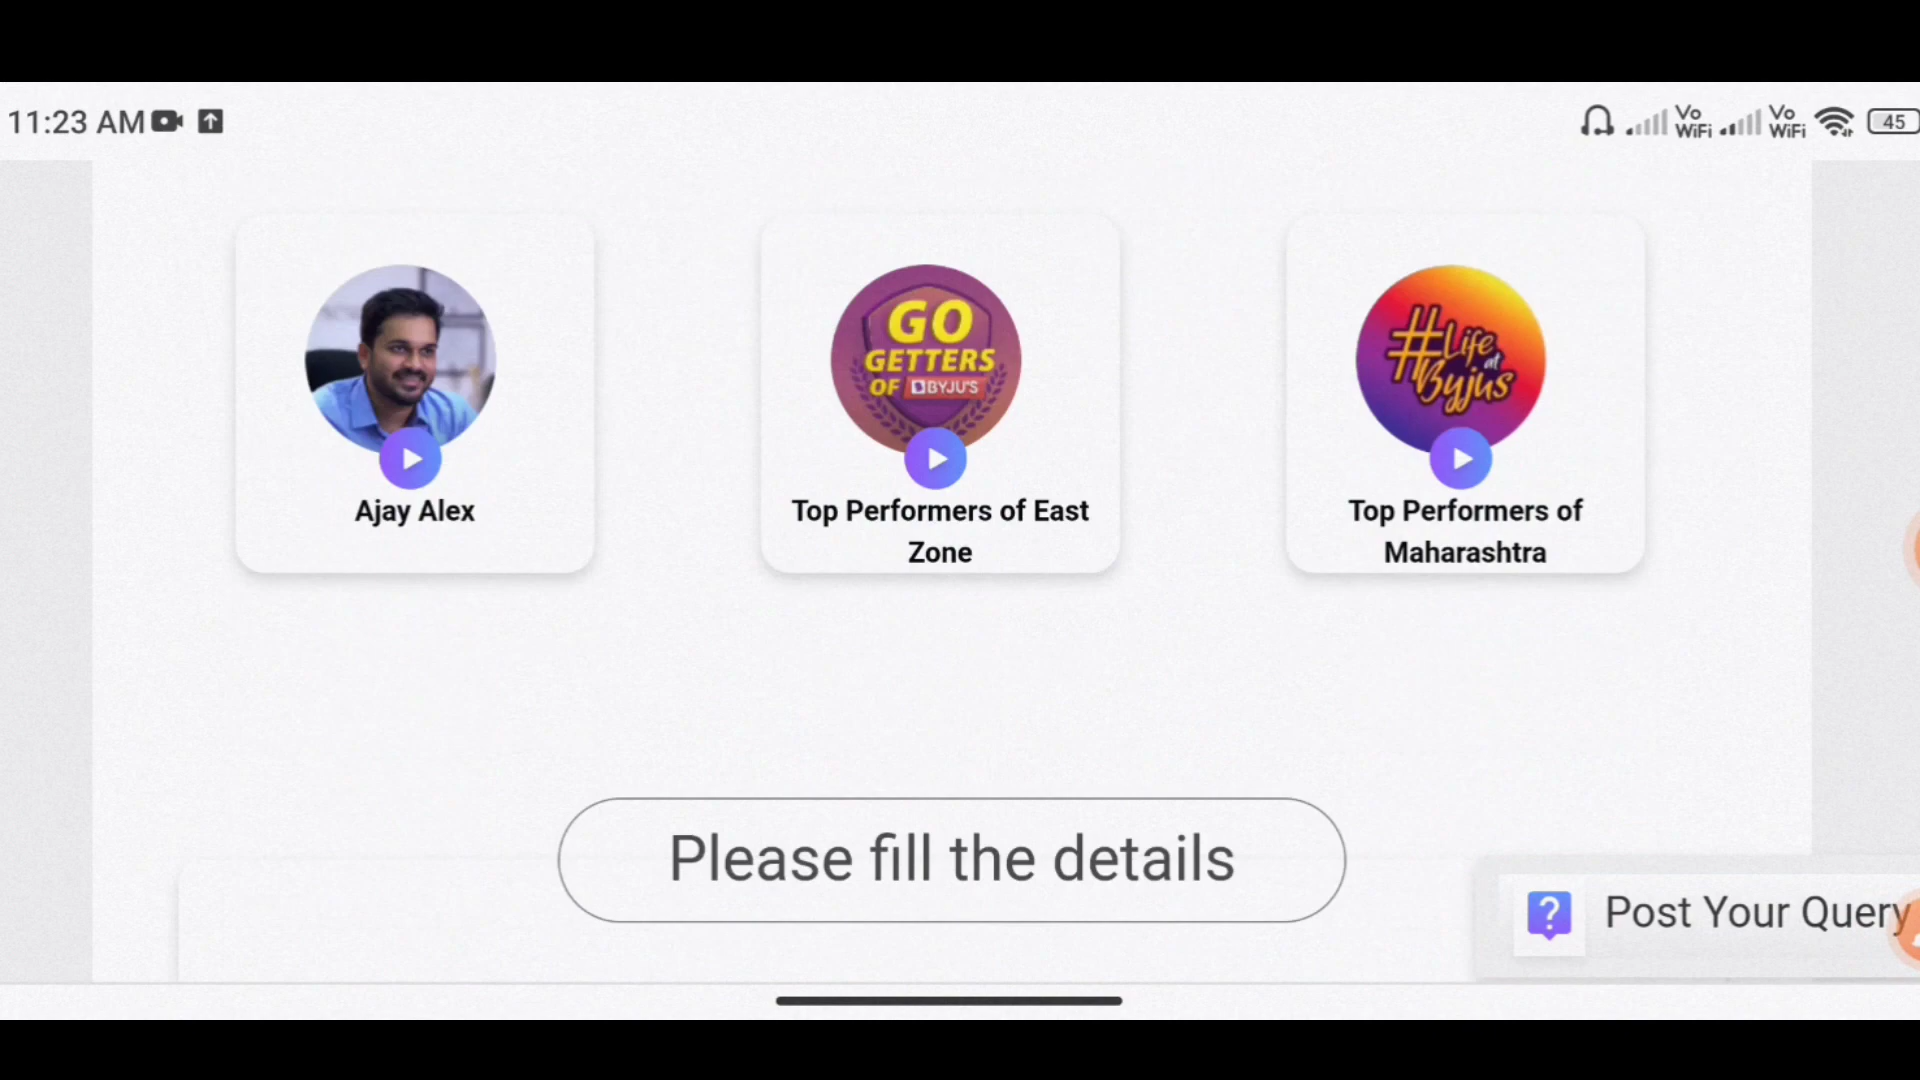 11:23 AM
Vo
WiFi
Vo
WiFi
45
GO
GETTERS
OF BYJU'S
#Life
at
Byjus
Ajay Alex
Top Performers of East
Zone
Top Performers of
Maharashtra
Please fill the details
Post Your Query